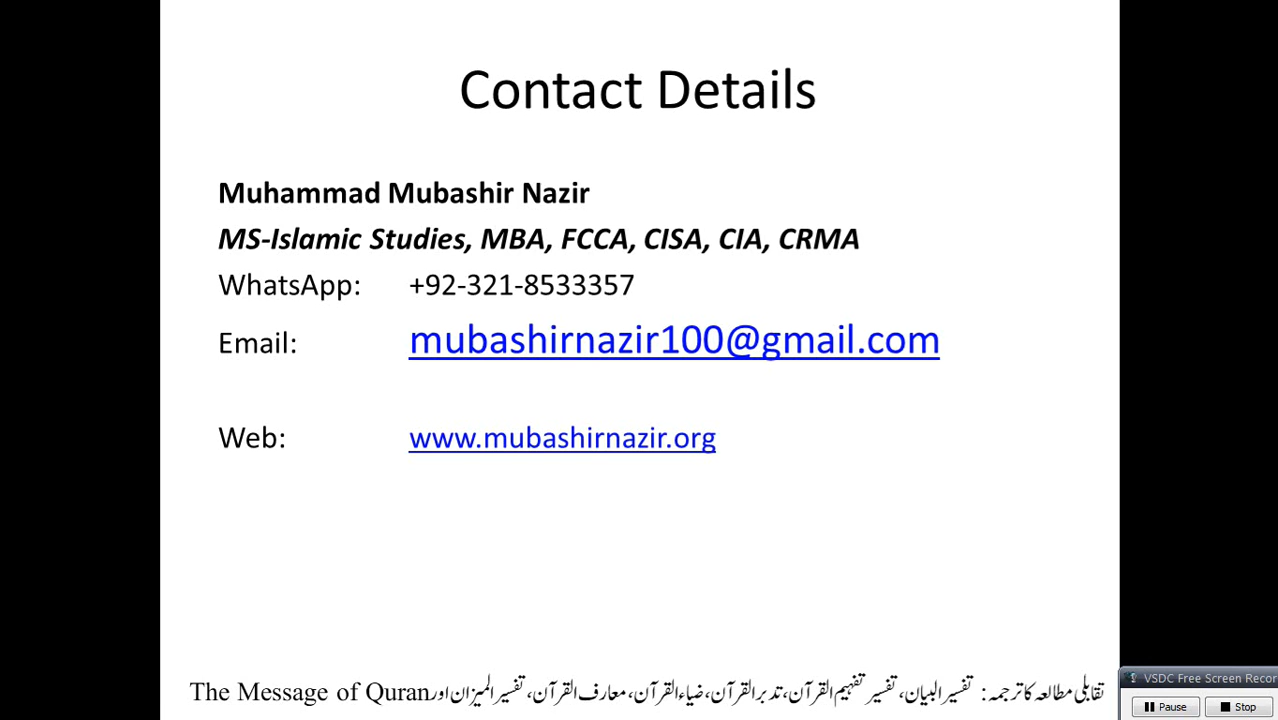 Contact Details
Muhammad Mubashir Nazir
MS-Islamic Studies, MBA, FCCA, CISA, CIA, CRMA
WhatsApp: +92-321-8533357
Email: mubashirnazir100@gmail.com
Web: www.mubashirnazir.org
تقابلی مطالعہ کا ترجمہ: تفسیر البیان، تفسیر تفہیم القرآن، تدبر القرآن، ضیاء القرآن، معارف القرآن، تفسیر المیزان اور The Message of Quran
VSDC Free Screen Recor
Pause Stop